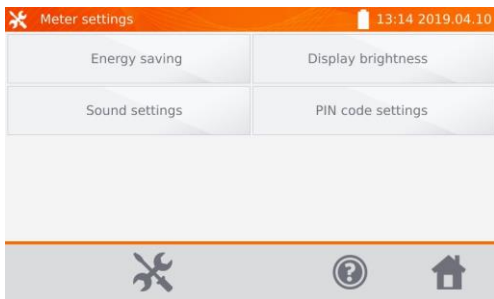 Meter settings 13:14 2019.04.10
Energy saving Display brightness
Sound settings PIN code settings
?